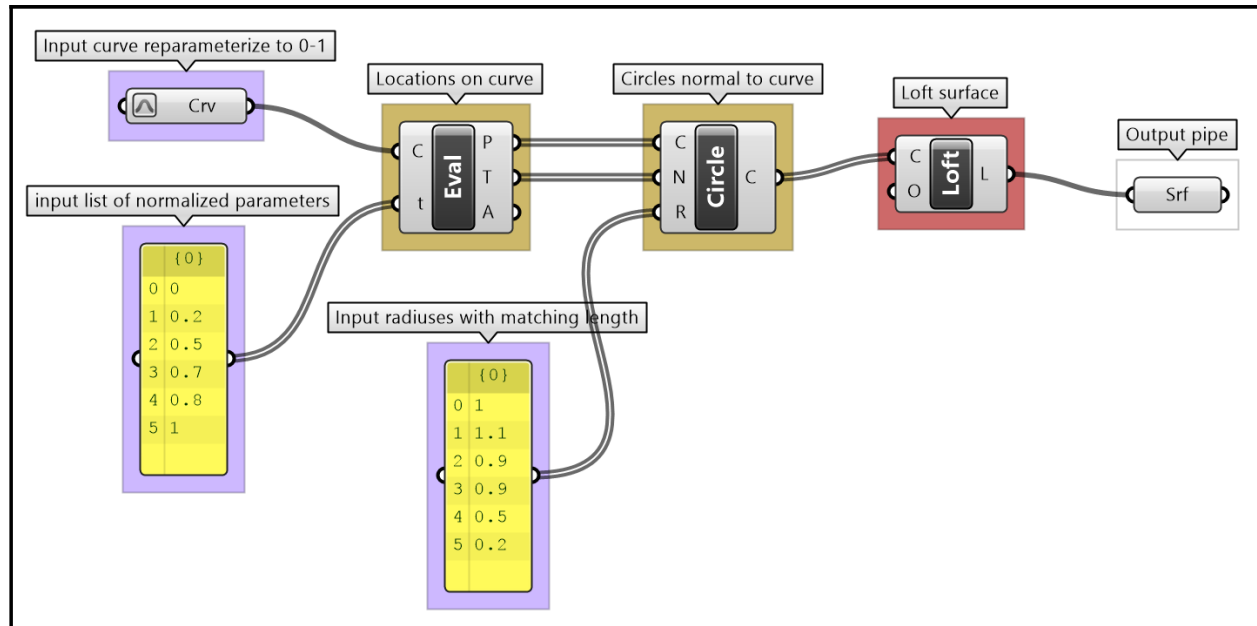 Input curve reparameterize to 0-1
Crv
Locations on curve
C
t
Eval
P
T
A
Circles normal to curve
C
N
R
Circle
C
Loft surface
C
O
Loft
L
Output pipe
Srf
input list of normalized parameters
{0}
0 0
1 0.2
2 0.5
3 0.7
4 0.8
5 1
Input radiuses with matching length
{0}
0 1
1 1.1
2 0.9
3 0.9
4 0.5
5 0.2